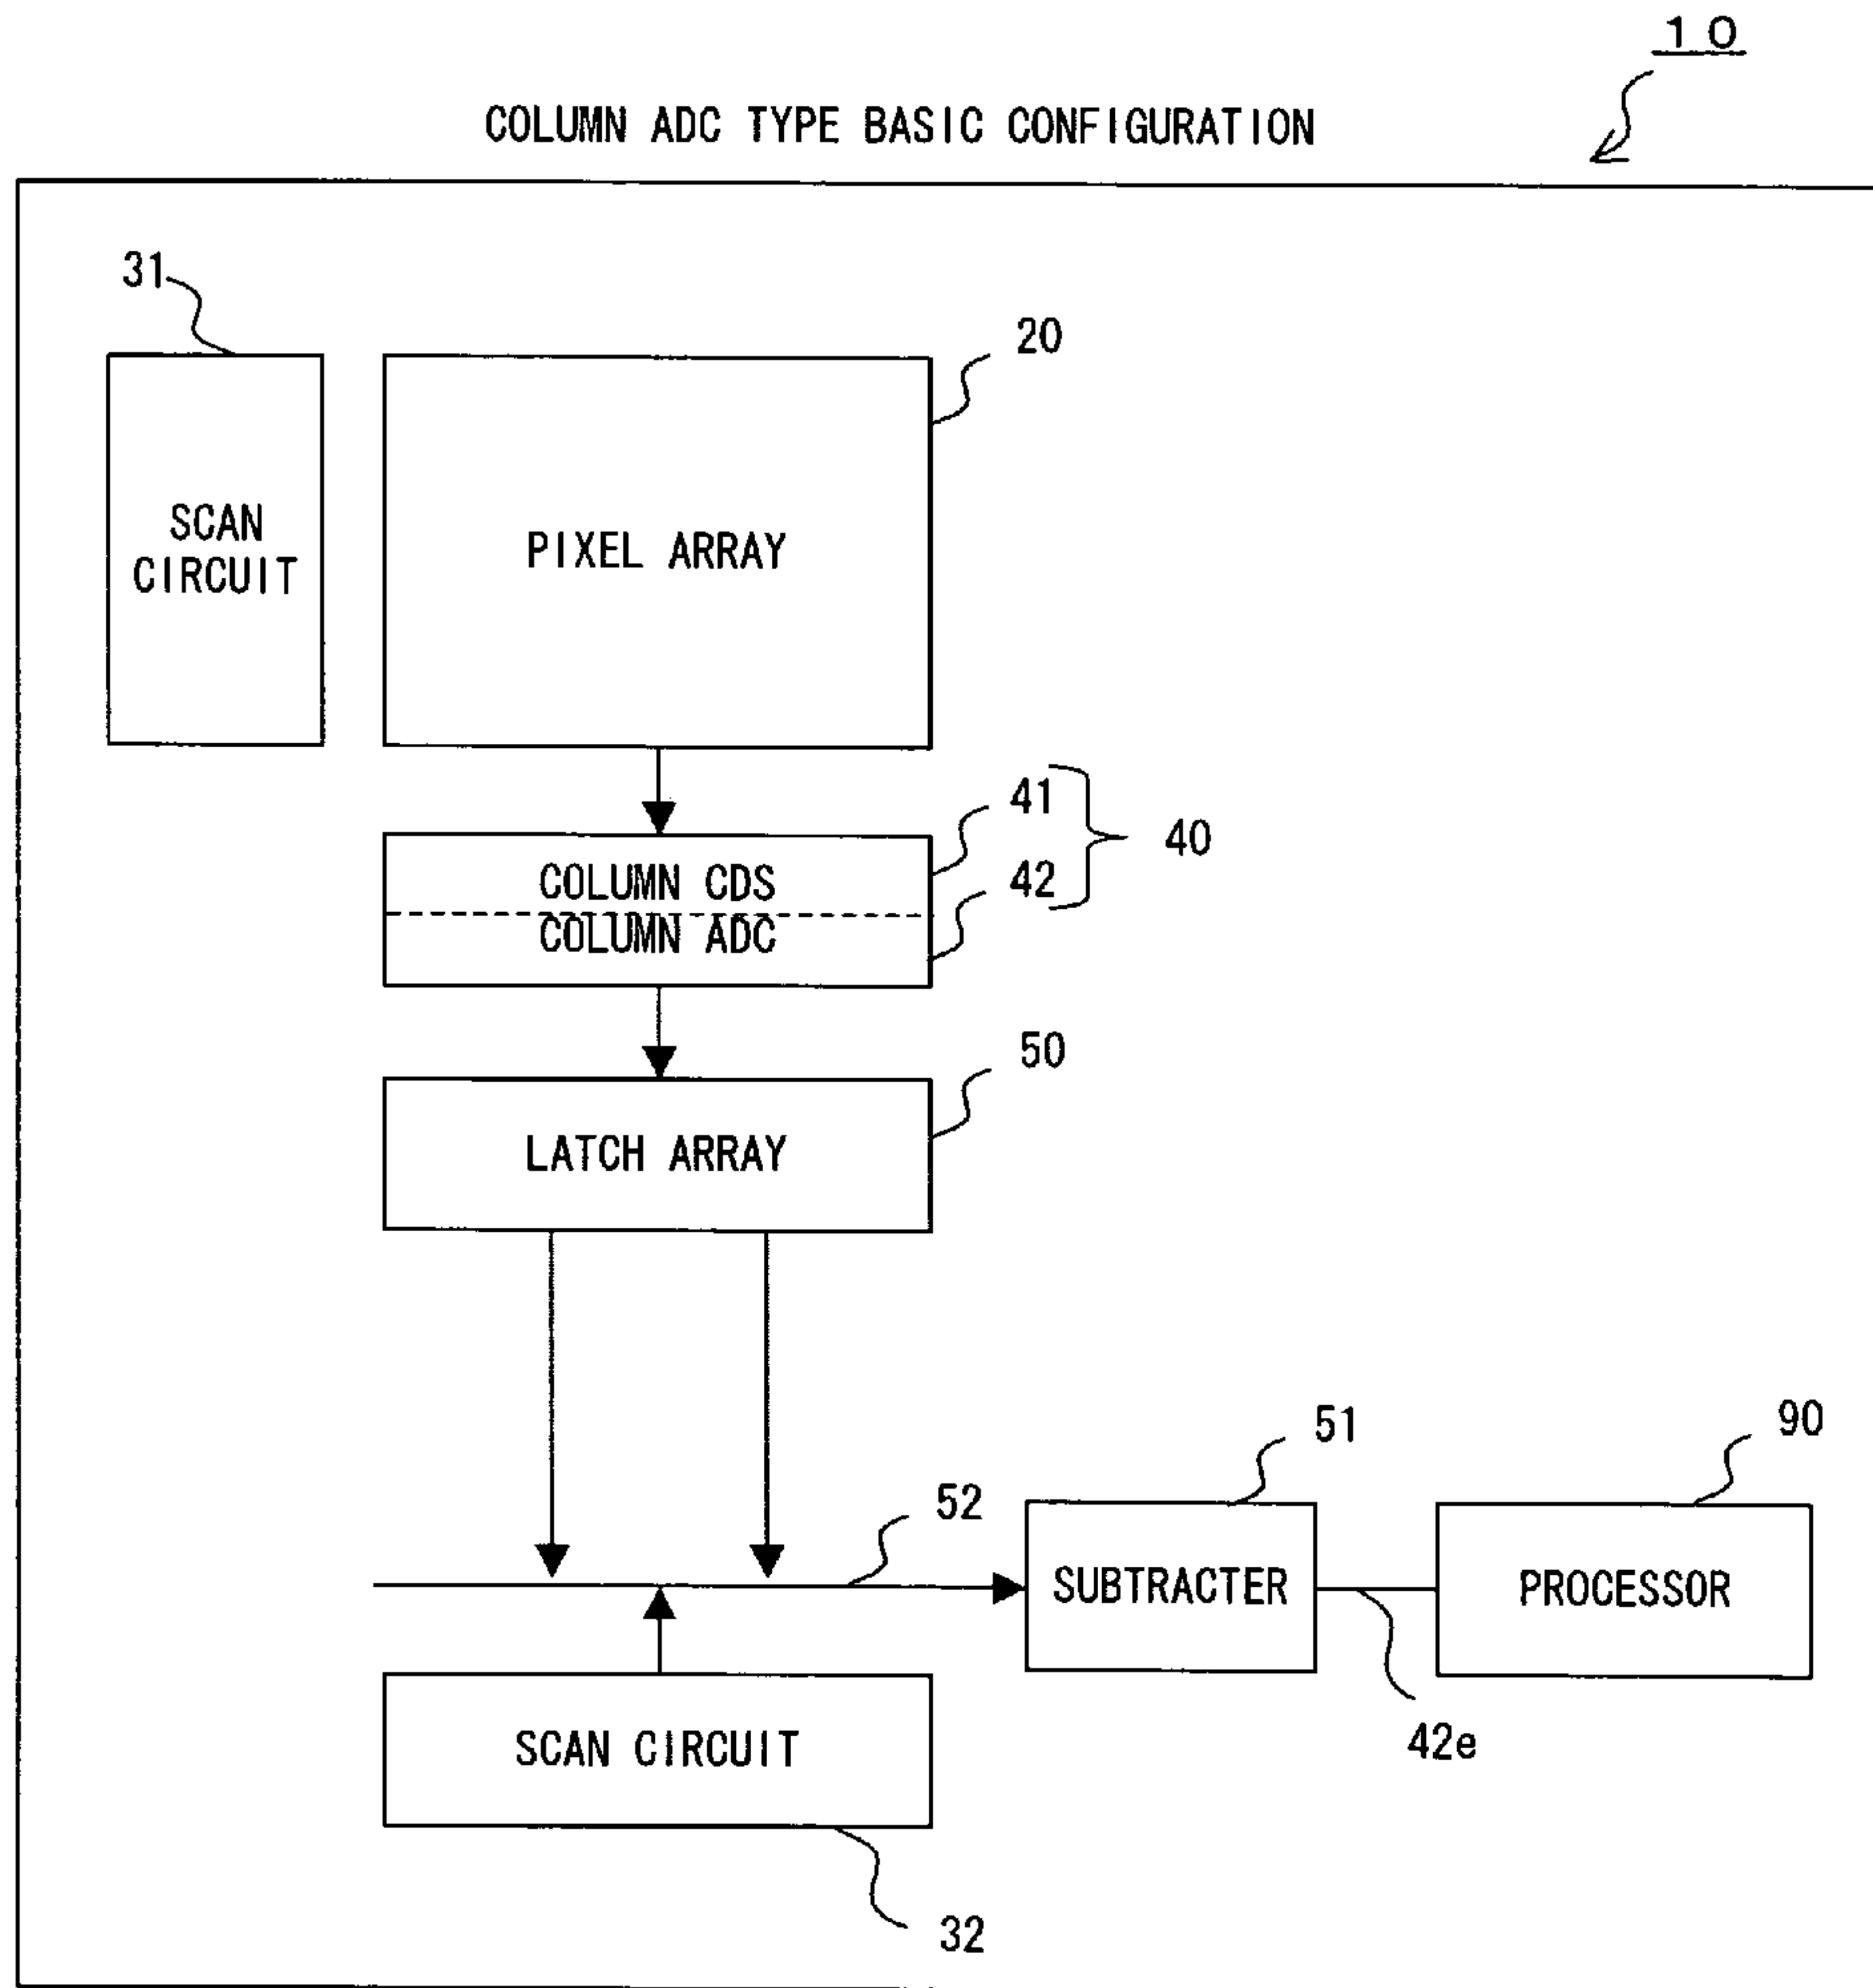 10
COLUMN ADC TYPE BASIC CONFIGURATION
31
20
SCAN
CIRCUIT
PIXEL ARRAY
41
40
COLUMN CDS
42
COLUMN ADC
50
LATCH ARRAY
51
90
52
SUBTRACTER
PROCESSOR
SCAN CIRCUIT
42e
32